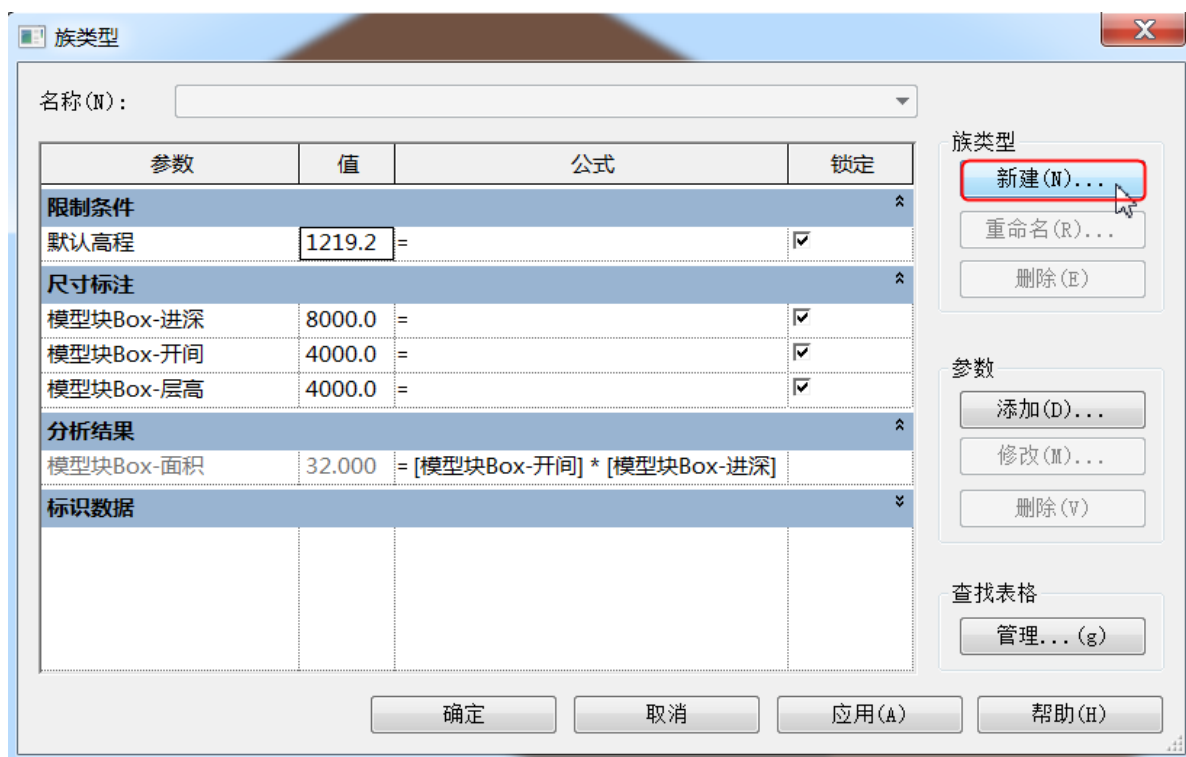 族类型
名称(N):
参数 值 公式 锁定
限制条件
默认高程 1219.2 =
尺寸标注
模型块Box-进深 8000.0 =
模型块Box-开间 4000.0 =
模型块Box-层高 4000.0 =
分析结果
模型块Box-面积 32.000 = [模型块Box-开间] * [模型块Box-进深]
标识数据
族类型
新建(N)...
重命名(R)...
删除(E)
参数
添加(D)...
修改(M)...
删除(V)
查找表格
管理...(g)
确定 取消 应用(A) 帮助(H)